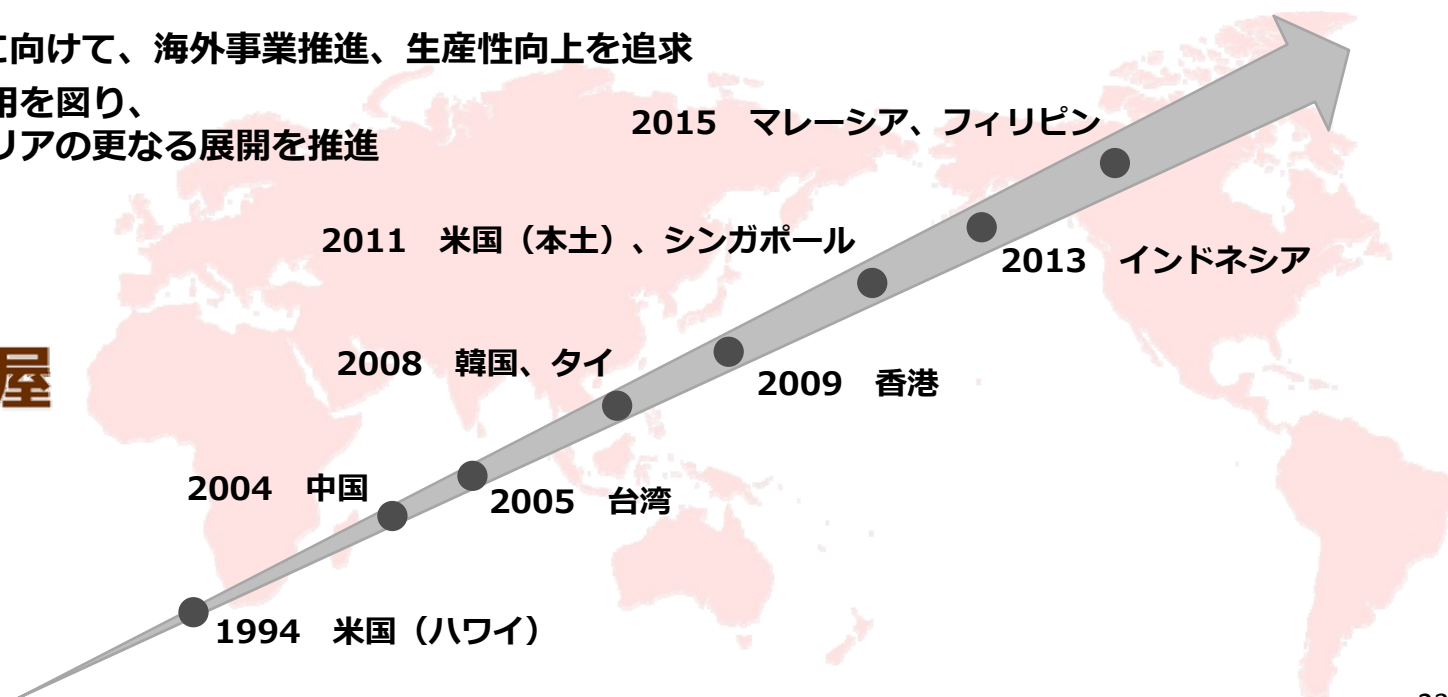 に向けて、海外事業推進、生産性向上を追求
用を図り、
リアの更なる展開を推進
2015　マレーシア、フィリピン
2011　米国（本土）、シンガポール
2013　インドネシア
2008　韓国、タイ
屋
2009　香港
2004　中国
2005　台湾
1994　米国（ハワイ）